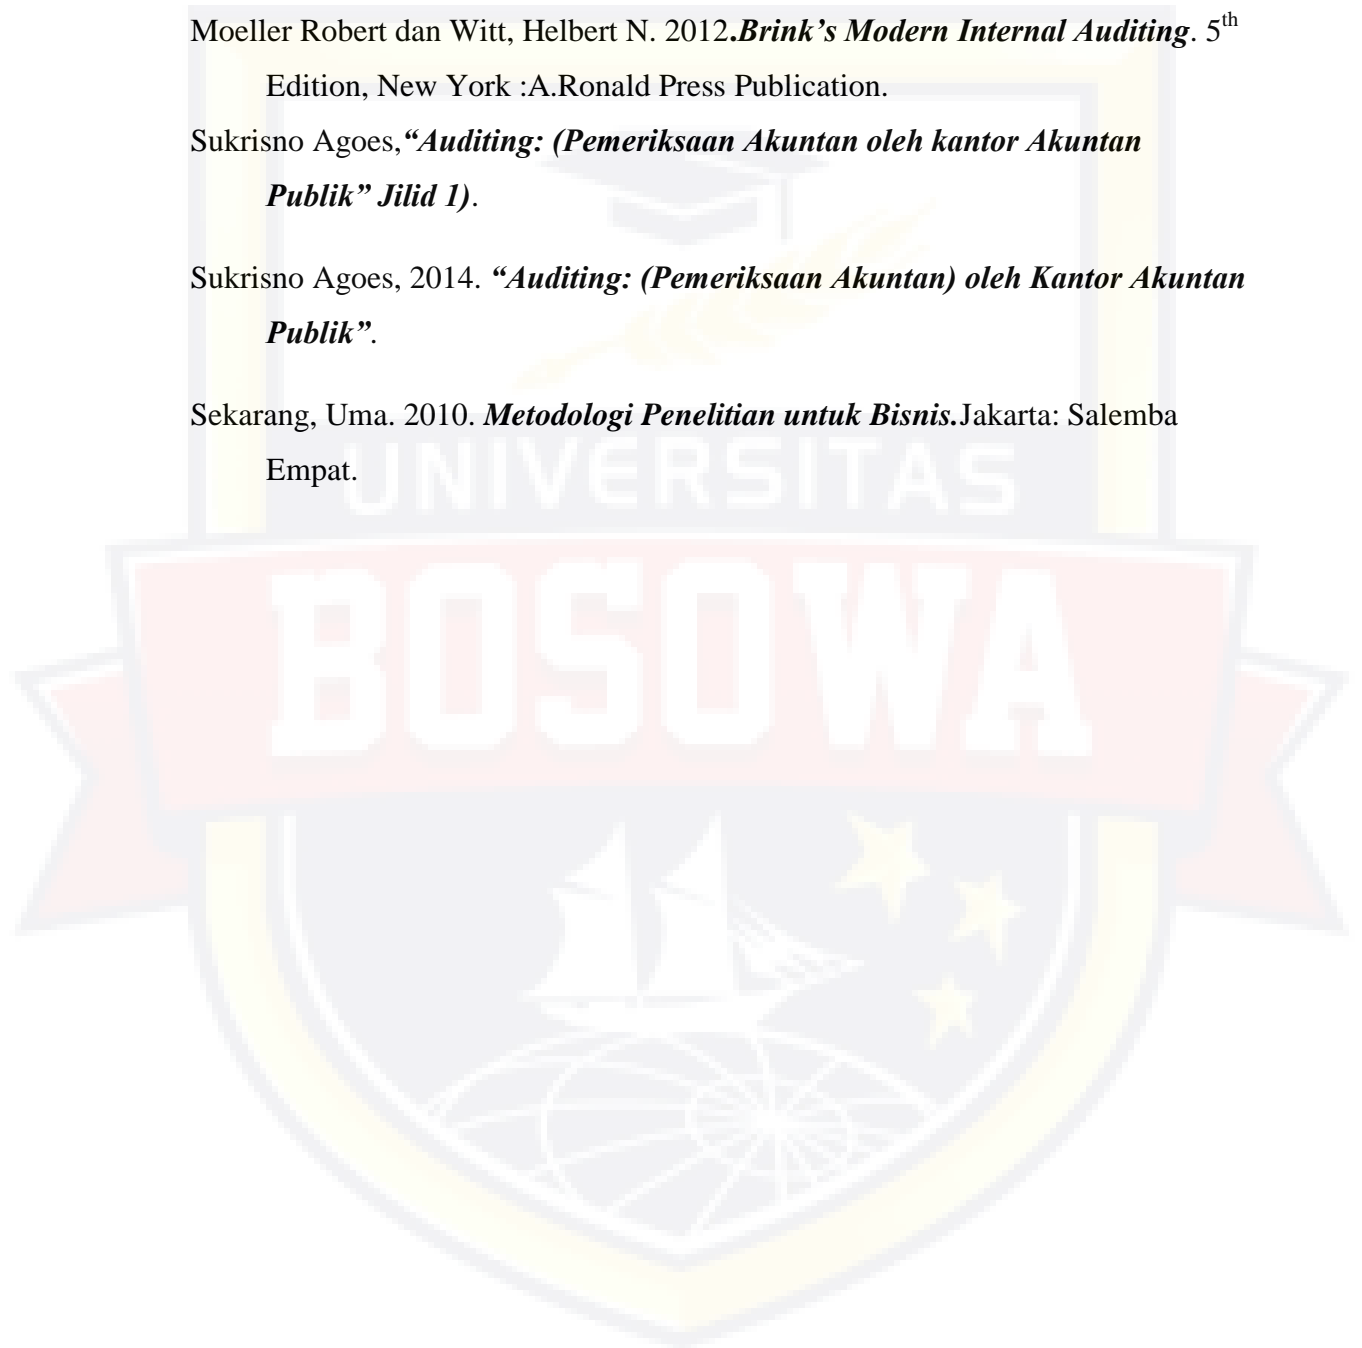 Moeller Robert dan Witt, Helbert N. 2012.Brink’s Modern Internal Auditing. 5th
Edition, New York :A.Ronald Press Publication.
Sukrisno Agoes,“Auditing: (Pemeriksaan Akuntan oleh kantor Akuntan
Publik” Jilid 1).
Sukrisno Agoes, 2014. “Auditing: (Pemeriksaan Akuntan) oleh Kantor Akuntan
Publik”.
Sekarang, Uma. 2010. Metodologi Penelitian untuk Bisnis.Jakarta: Salemba
Empat.
UNIVERSITAS
BOSOWA